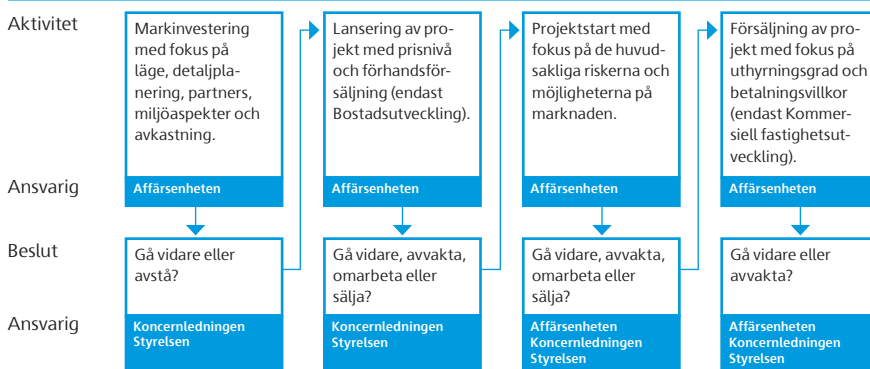 Aktivitet
Markinvestering
med fokus på
läge, detaljpla-
nering, partners,
miljöaspekter och
avkastning.
Lansering av pro-
jekt med prisnivå
och förhandsför-
säljning (endast
Bostadsutveckling).
Projektstart med
fokus på de huvud-
sakliga riskerna och
möjligheterna på
marknaden.
Försäljning av pro-
jekt med fokus på
uthyrningsgrad och
betalningsvillkor
(endast Kommer-
siell fastighetsut-
veckling).
Ansvarig
Affärsenheten
Affärsenheten
Affärsenheten
Affärsenheten
Beslut
Gå vidare eller
avstå?
Gå vidare, avvakta,
omarbeta eller
sälja?
Gå vidare, avvakta,
omarbeta eller
sälja?
Gå vidare eller
avvakta?
Ansvarig
Koncernledningen
Styrelsen
Koncernledningen
Styrelsen
Affärsenheten
Koncernledningen
Styrelsen
Affärsenheten
Koncernledningen
Styrelsen